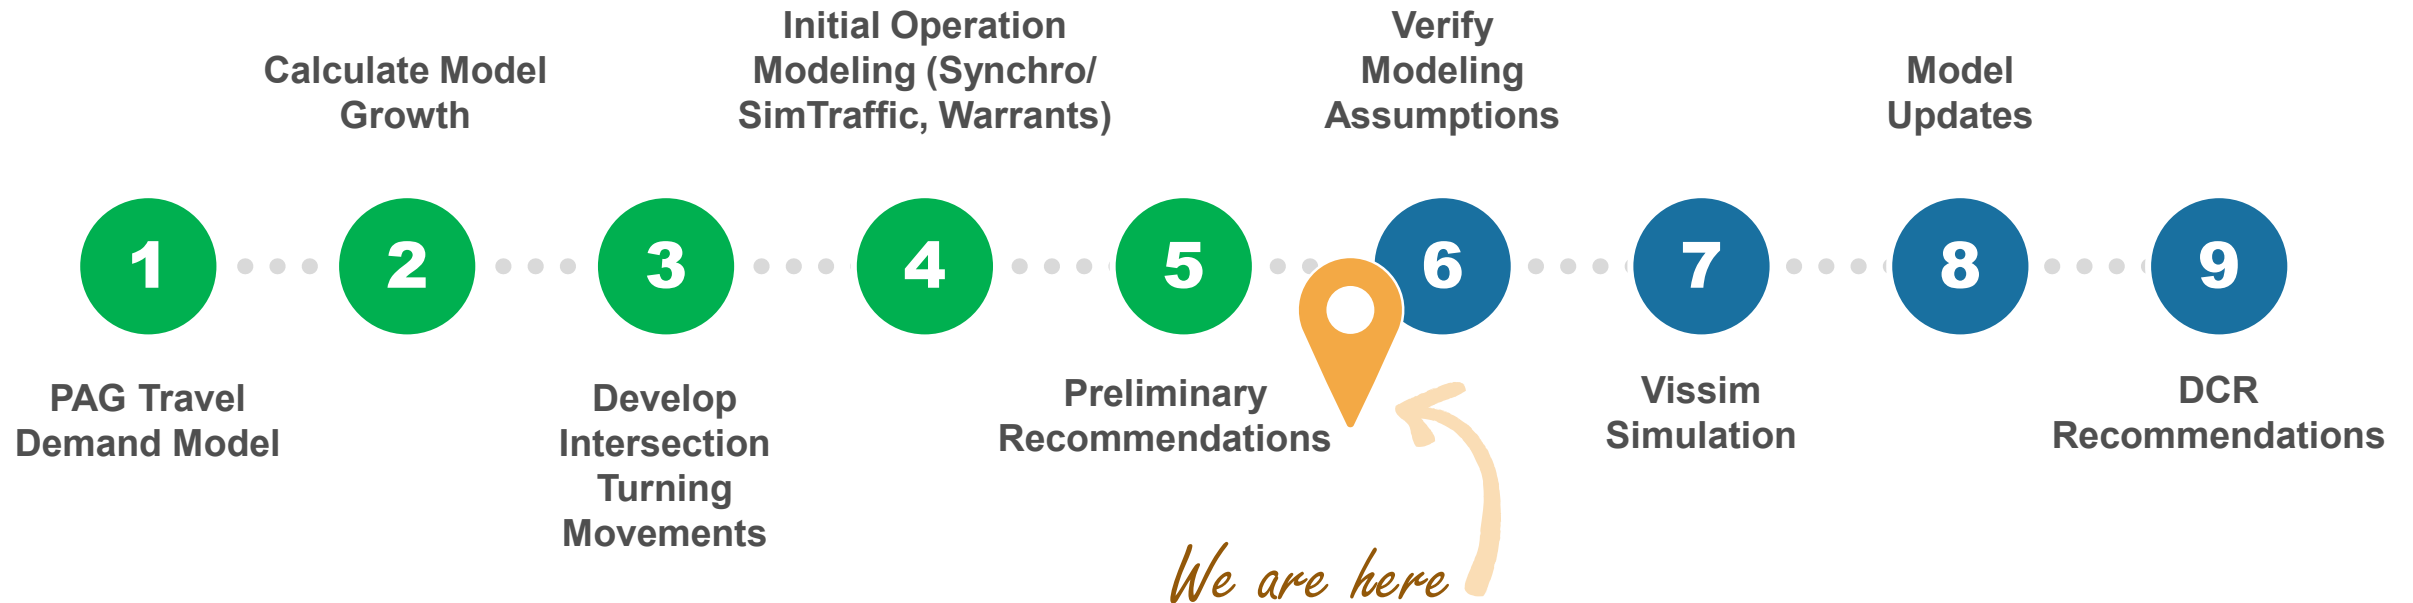 Initial Operation
Modeling (Synchro/
SimTraffic, Warrants)
Verify
Modeling
Assumptions
Calculate Model
Growth
Model
Updates
1
2
3
4
5
6
7
8
9
PAG Travel
Demand Model
Develop
Intersection
Turning
Movements
Preliminary
Recommendations
Vissim
Simulation
DCR
Recommendations
We are here